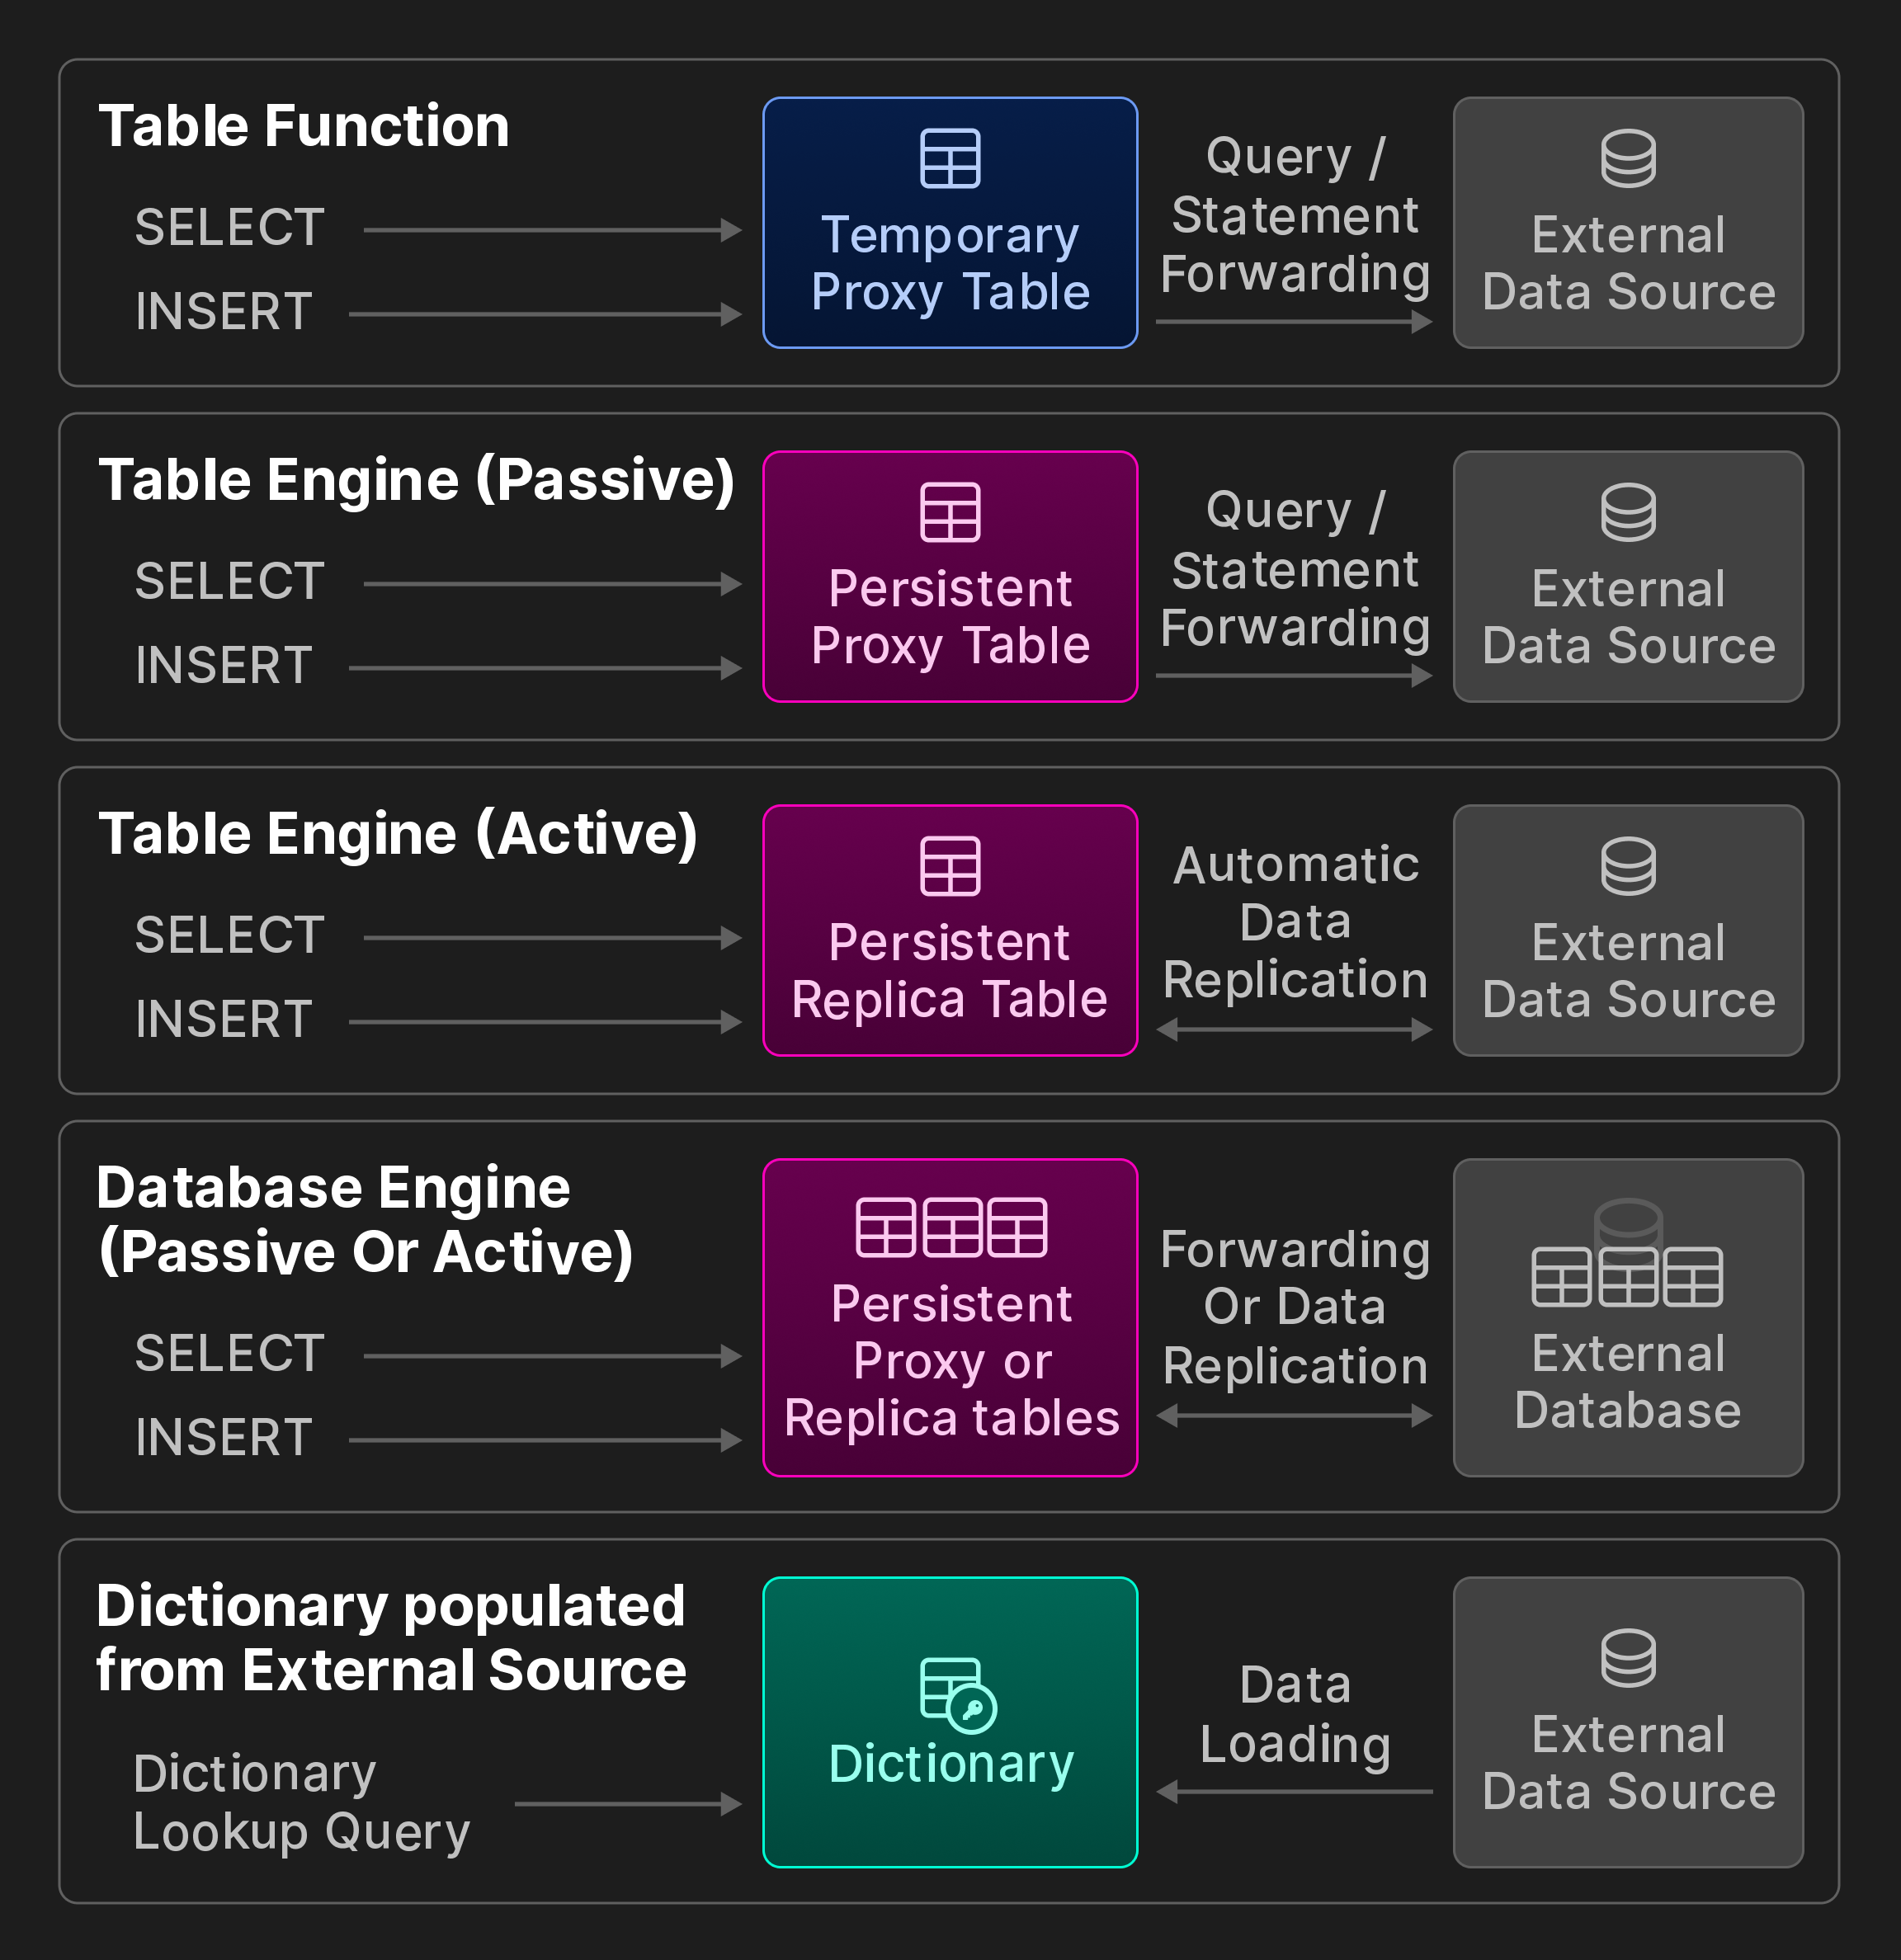 Table Function
SELECT
INSERT
Temporary
Proxy Table
Query /
Statement
Forwarding
External
Data Source
Table Engine (Passive)
SELECT
INSERT
Persistent
Proxy Table
Query /
Statement
Forwarding
External
Data Source
Table Engine (Active)
SELECT
INSERT
Persistent
Replica Table
Automatic
Data
Replication
External
Data Source
Database Engine
(Passive Or Active)
SELECT
INSERT
Persistent
Proxy or
Replica tables
Forwarding
Or Data
Replication
External
Database
Dictionary populated
from External Source
Dictionary
Lookup Query
Dictionary
Data
Loading
External
Data Source